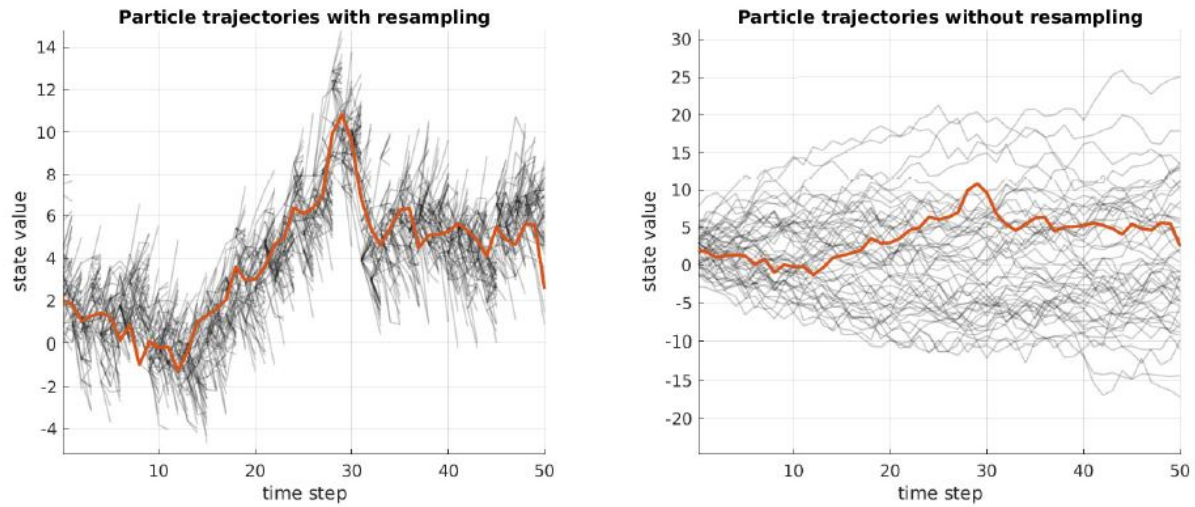 Particle trajectories with resampling
14
12
10
8
6
4
2
0
-2
-4
10 20 30 40 50
time step
state value
Particle trajectories without resampling
30
25
20
15
10
5
0
-5
-10
-15
-20
10 20 30 40 50
time step
state value